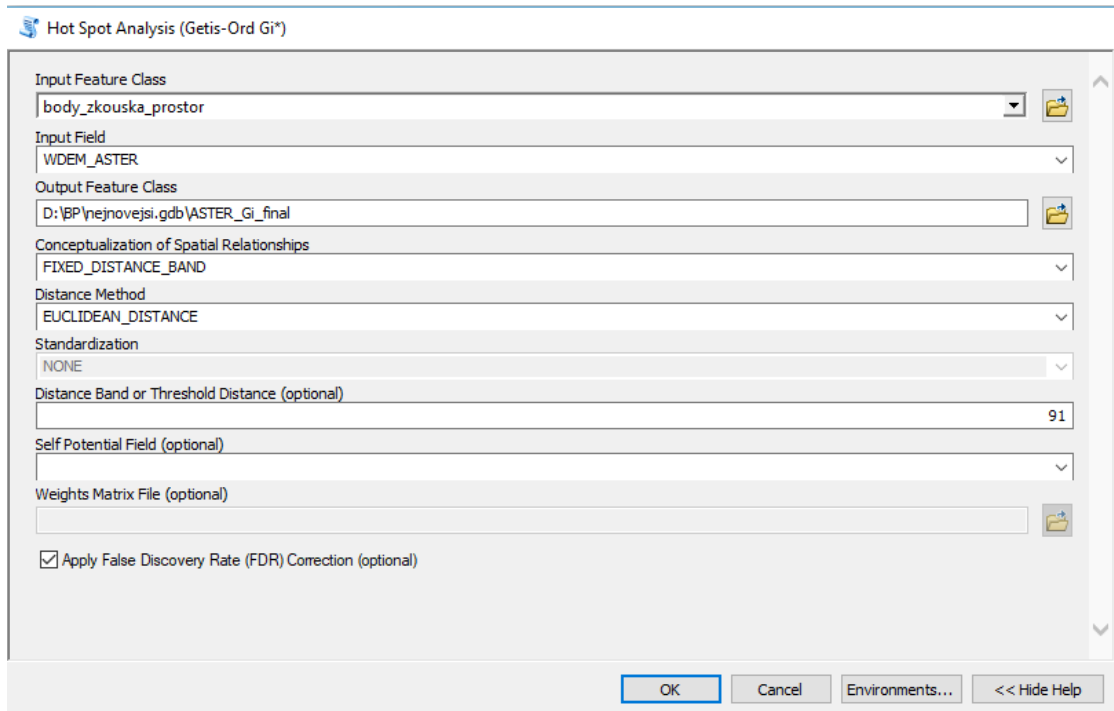 Hot Spot Analysis (Getis-Ord Gi*)
Input Feature Class
body_zkouska_prostor
Input Field
WDEM_ASTER
Output Feature Class
D:\BP\nejnovejsi.gdb\ASTER_Gi_final
Conceptualization of Spatial Relationships
FIXED_DISTANCE_BAND
Distance Method
EUCLIDEAN_DISTANCE
Standardization
NONE
Distance Band or Threshold Distance (optional)
91
Self Potential Field (optional)
Weights Matrix File (optional)
Apply False Discovery Rate (FDR) Correction (optional)
OK Cancel Environments... << Hide Help